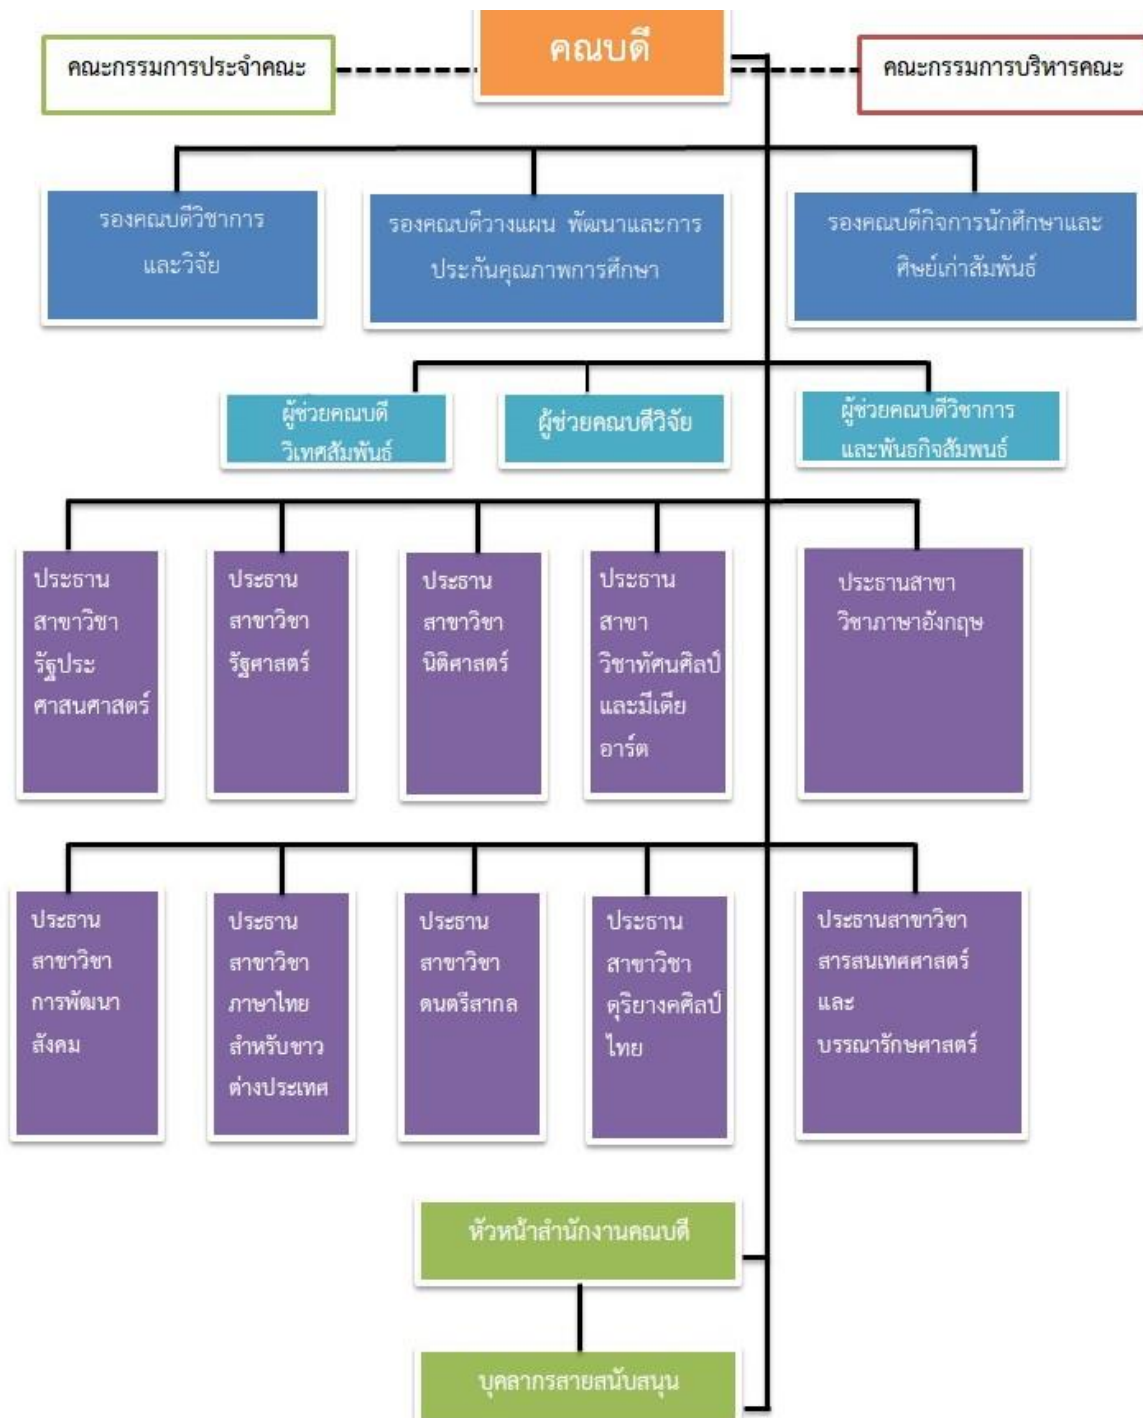 คณบดี
คณะกรรมการประจำคณะ
คณะกรรมการบริหารคณะ
รองคณบดีวิชาการ
และวิจัย
รองคณบดีวางแผน พัฒนาและการ
ประกันคุณภาพการศึกษา
รองคณบดีกิจการนักศึกษาและ
ศิษย์เก่าสัมพันธ์
ผู้ช่วยคณบดี
วิเทศสัมพันธ์
ผู้ช่วยคณบดีวิจัย
ผู้ช่วยคณบดีวิชาการ
และพันธกิจสัมพนธ์
ประธาน
สาขาวิชา
รัฐประ
ศาสนศาสตร์
ประธาน
สาขาวิชา
รัฐศาสตร์
ประธาน
สาขาวิชา
นิติศาสตร์
ประธาน
สาขา
วิชาทัศนศิลป์
และมีเดีย
อาร์ต
ประธานสาขา
วิชาภาษาอังกฤษ
ประธาน
สาขาวิชา
การพัฒนา
สังคม
ประธาน
สาขาวิชา
ภาษาไทย
สำหรับชาว
ต่างประเทศ
ประธาน
สาขาวิชา
ดนตรีสากล
ประธาน
สาขาวิชา
ดุริยางคศิลป์
ไทย
ประธานสาขาวิชา
สารสนเทศศาสตร์
และ
บรรณารักษศาสตร์
หัวหน้าสำนักงานคณบดี
บุคลากรสายสนับสนุน